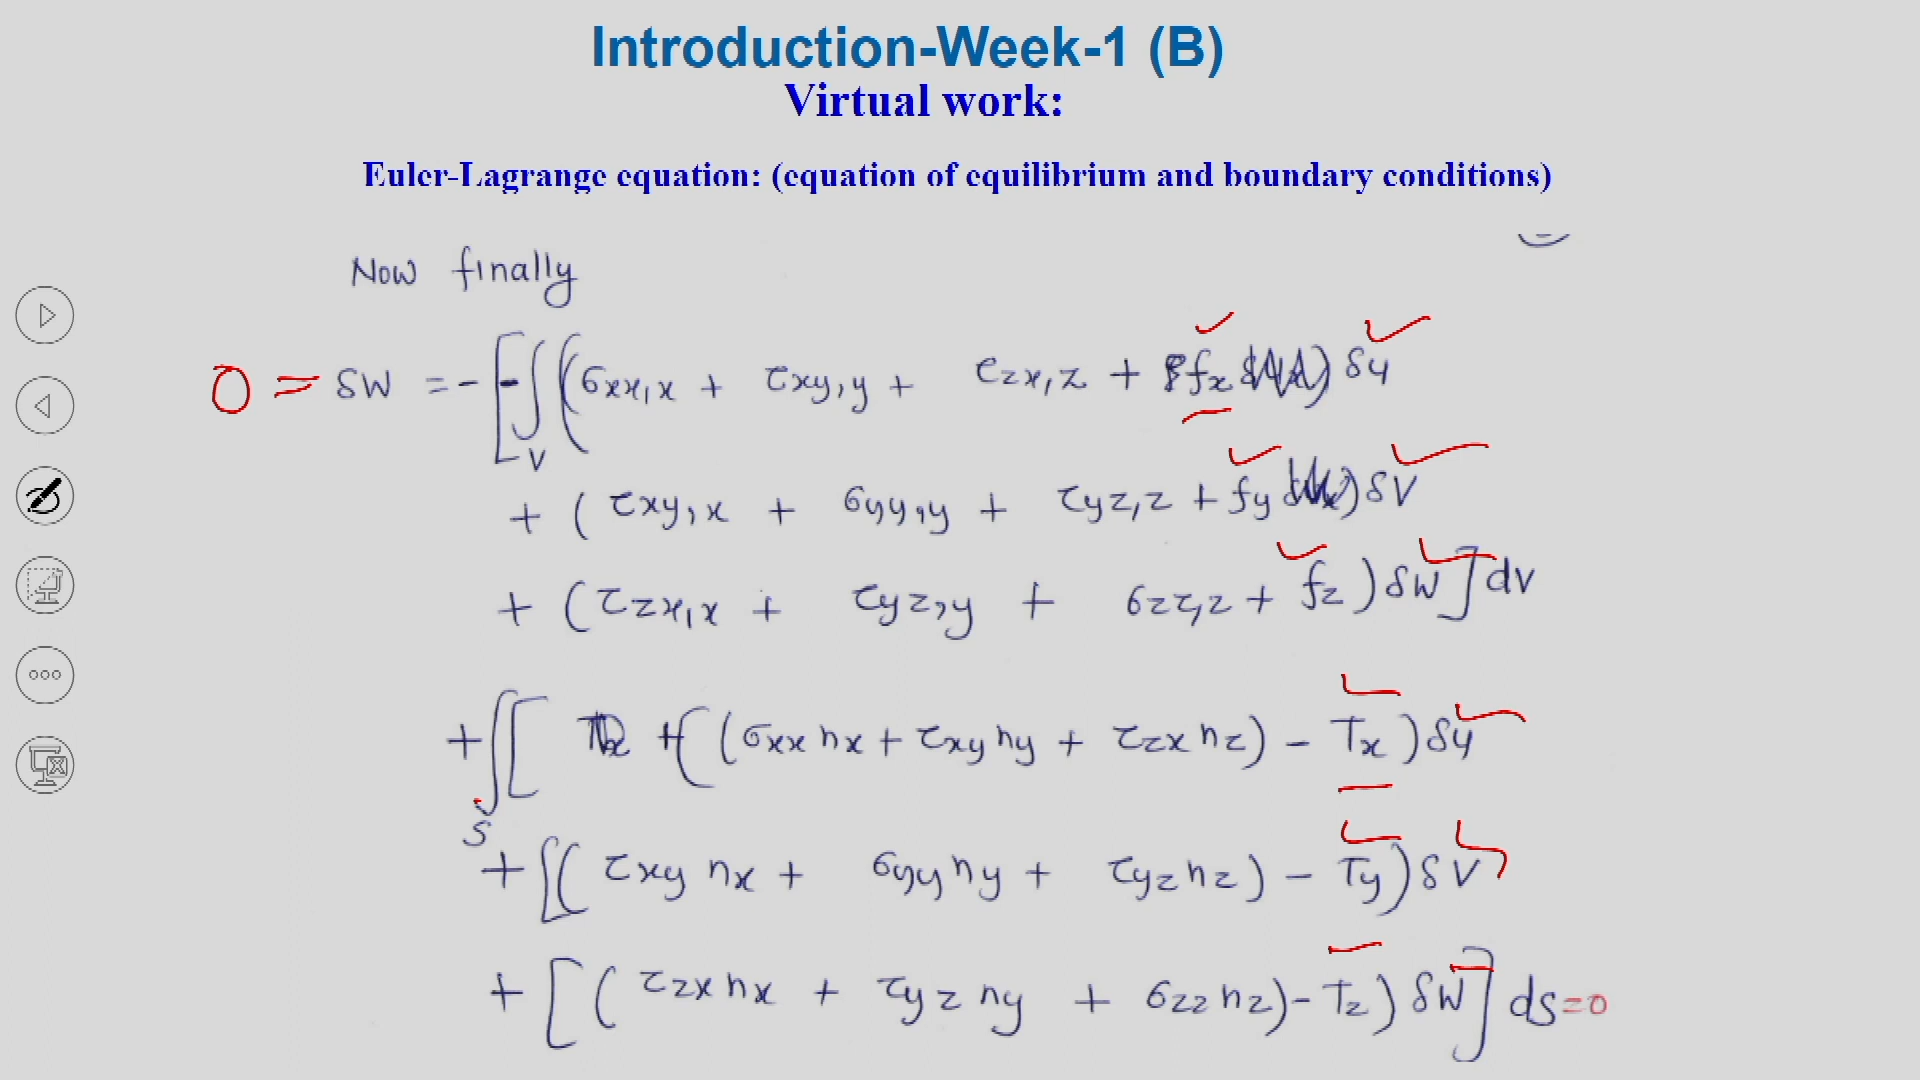 Introduction-Week-1 (B)
Virtual work:
Euler-Lagrange equation: (equation of equilibrium and boundary conditions)
Now finally
0 = δW = -[-∫_V (σxx,x + τxy,y + τzx,z + fx) δu
+ (τxy,x + σyy,y + τyz,z + fy) δv
+ (τzx,x + τyz,y + σzz,z + fz) δw] dv
+ ∫_S [ + ((σxx nx + τxy ny + τzx nz) - Tx) δu
+ [(τxy nx + σyy ny + τyz nz) - Ty) δv
+ [(τzx nx + τyz ny + σzz nz) - Tz) δw] ds = 0